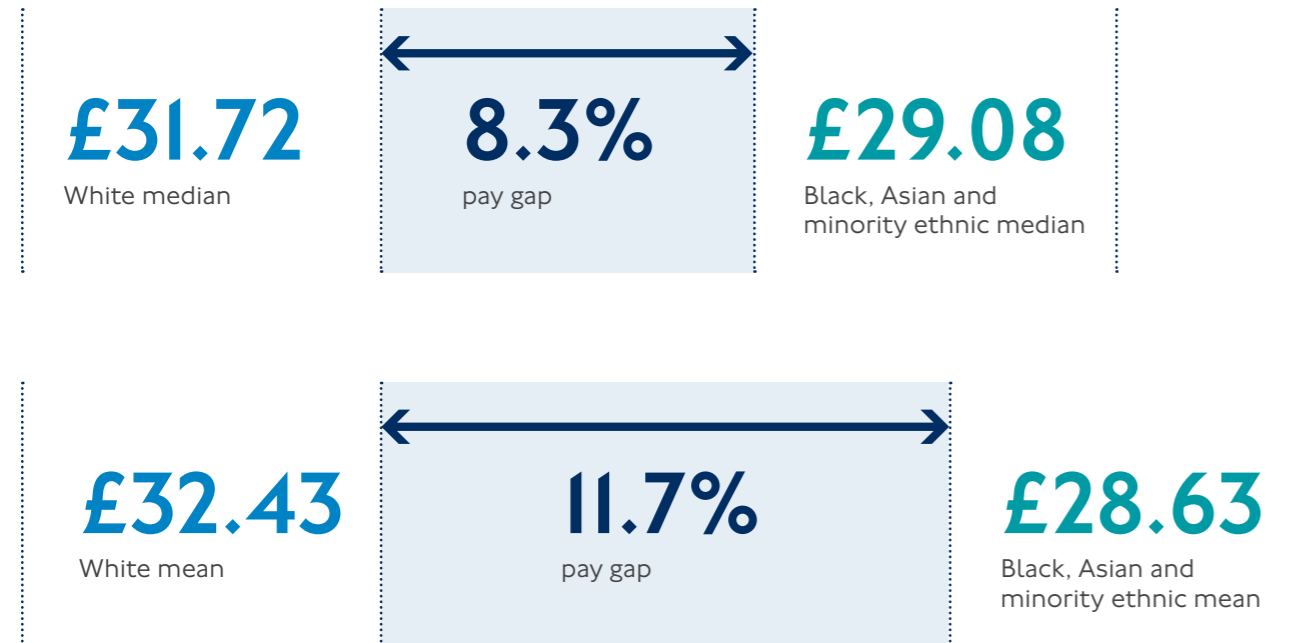 £31.72
White median
8.3%
pay gap
£29.08
Black, Asian and
minority ethnic median
£32.43
White mean
11.7%
pay gap
£28.63
Black, Asian and
minority ethnic mean